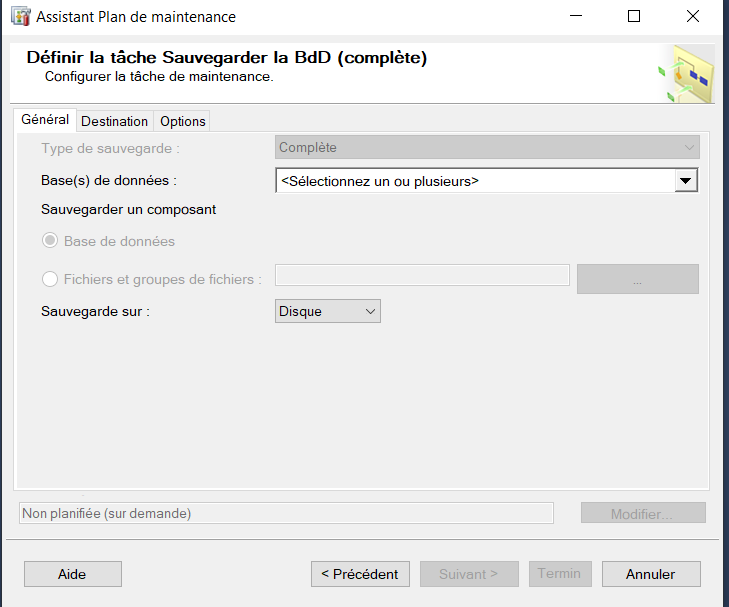 Assistant Plan de maintenance
Définir la tâche Sauvegarder la BdD (complète)
Configurer la tâche de maintenance.
Général Destination Options
Type de sauvegarde : Complète
Base(s) de données : <Sélectionnez un ou plusieurs>
Sauvegarder un composant
Base de données
Fichiers et groupes de fichiers : ...
Sauvegarde sur : Disque
Non planifiée (sur demande) Modifier...
Aide < Précédent Suivant > Termin Annuler